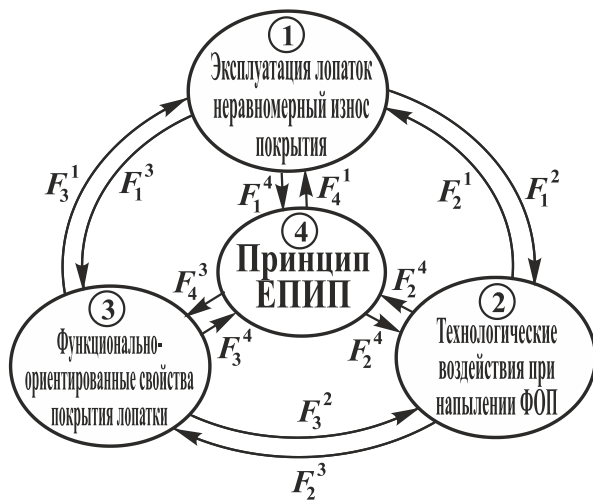 1
Эксплуатация лопаток
неравномерный износ
покрытия
F₃¹
F₁³
F₁⁴
F₄¹
F₂¹
F₁²
4
Принцип
ЕПИП
F₄³
F₃⁴
F₂⁴
F₂⁴
3
Функционально-
ориентированные свойства
покрытия лопатки
2
Технологические
воздействия при
напылении ФОП
F₃²
F₂³